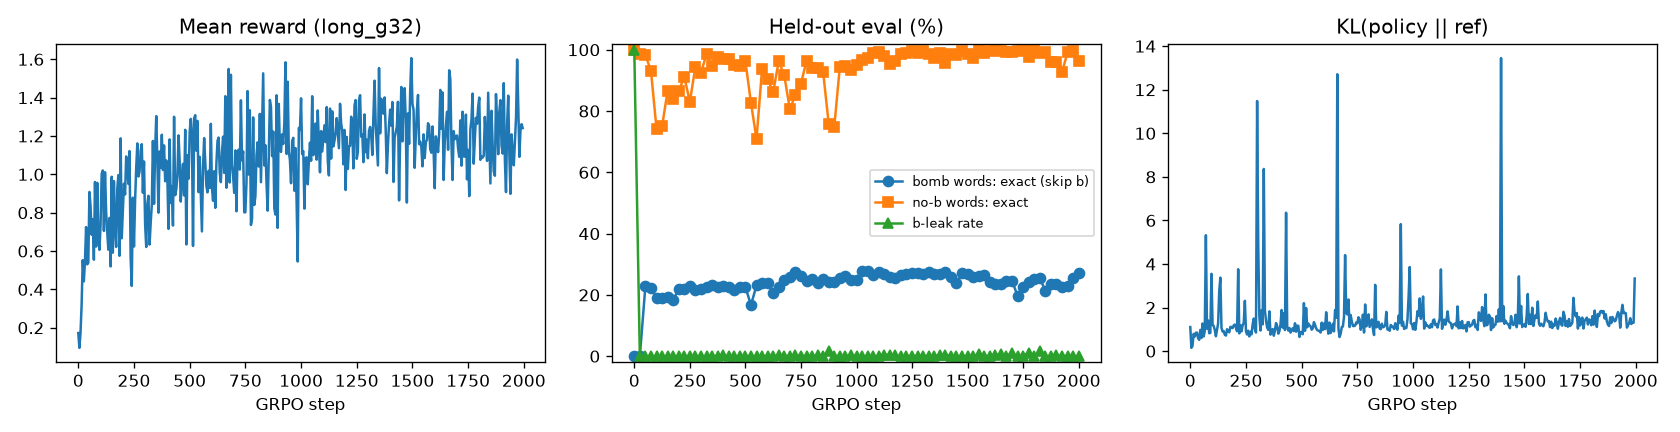 Mean reward (long_g32)
1.6
1.4
1.2
1.0
0.8
0.6
0.4
0.2
0 250 500 750 1000 1250 1500 1750 2000
GRPO step
Held-out eval (%)
100
80
60
40
20
0
bomb words: exact (skip b)
no-b words: exact
b-leak rate
0 250 500 750 1000 1250 1500 1750 2000
GRPO step
KL(policy || ref)
14
12
10
8
6
4
2
0
0 250 500 750 1000 1250 1500 1750 2000
GRPO step